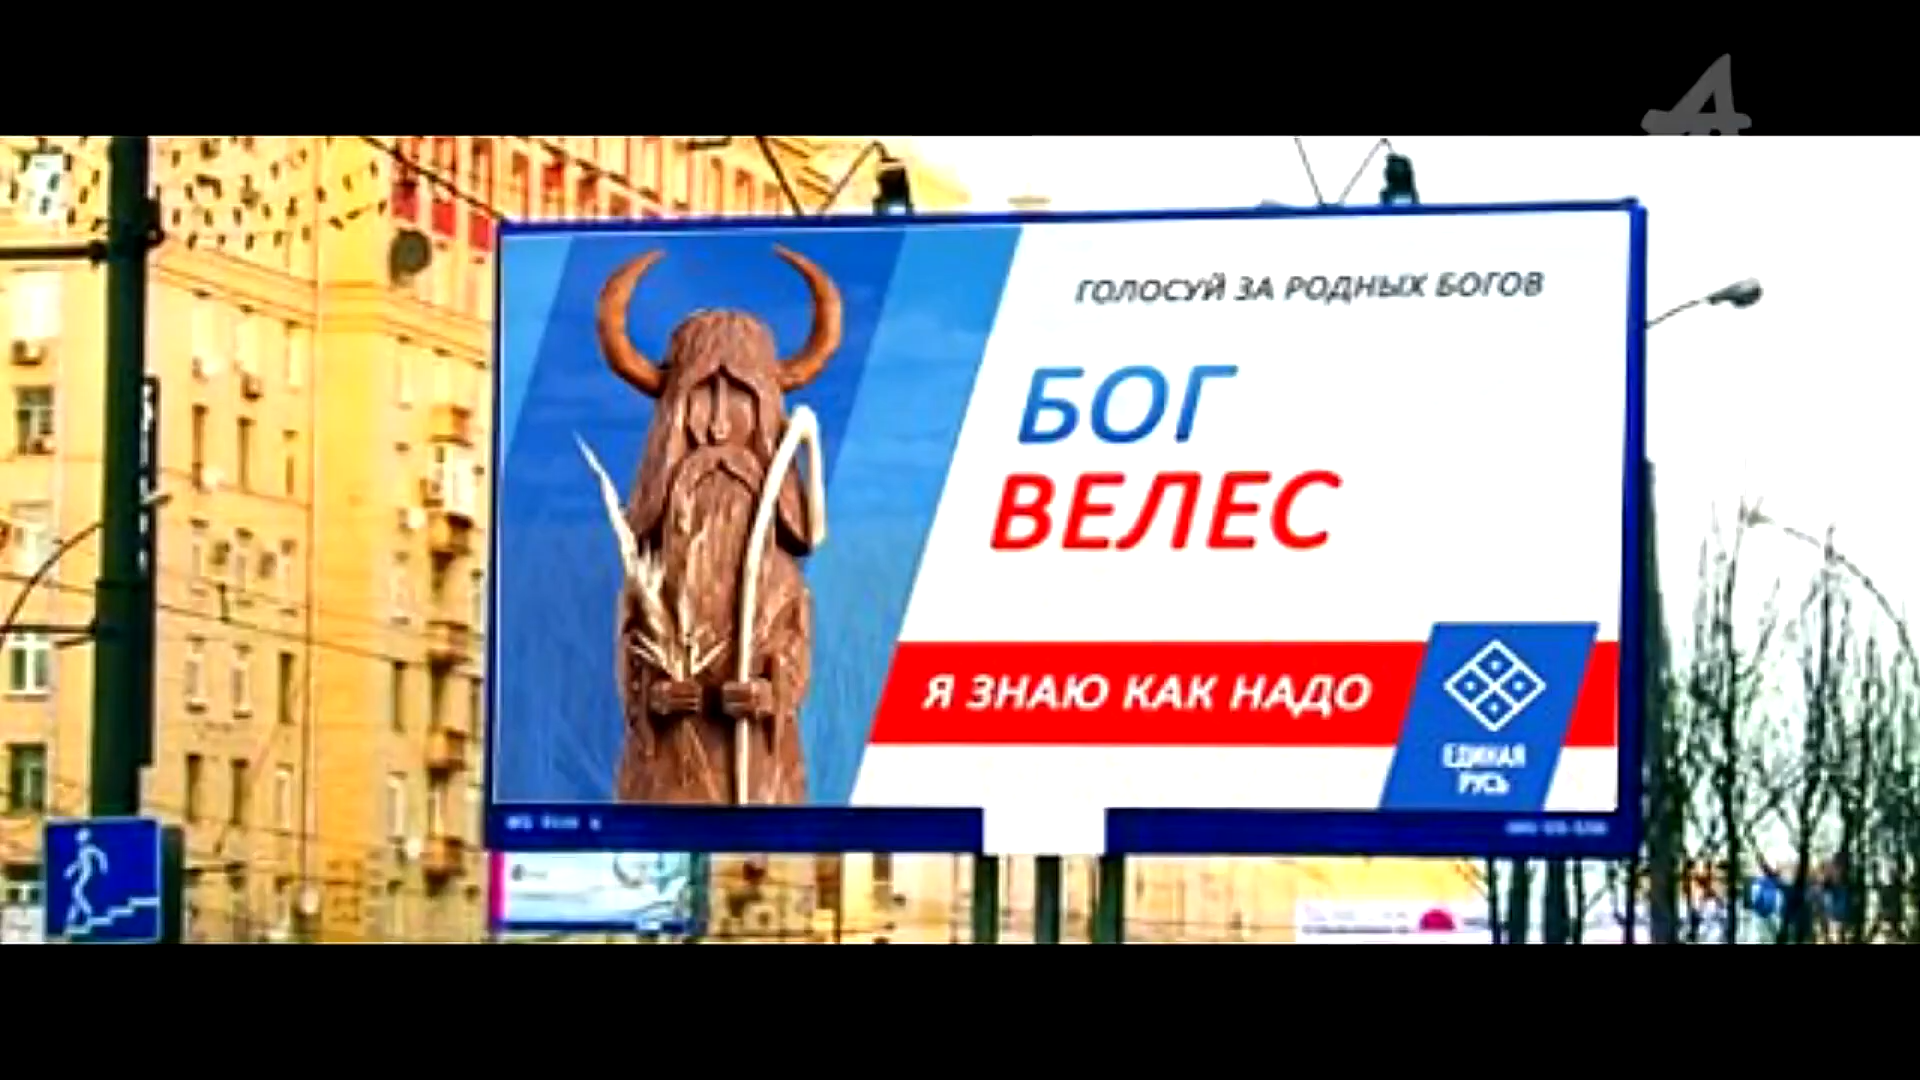 ГОЛОСУЙ ЗА РОДНЫХ БОГОВ
БОГ
ВЕЛЕС
Я ЗНАЮ КАК НАДО
ЕДИНАЯ
РУСЬ